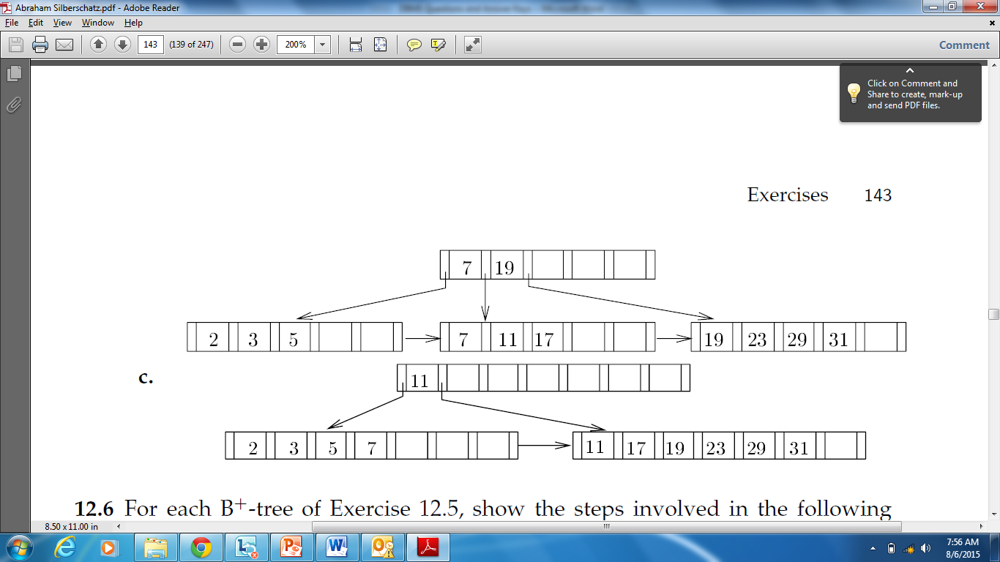 Abraham Silberschatz.pdf - Adobe Reader
File Edit View Window Help
143 (139 of 247) 200% Comment
Click on Comment and
Share to create, mark-up
and send PDF files.
Exercises 143
7 19
2 3 5 7 11 17 19 23 29 31
c.
11
2 3 5 7 11 17 19 23 29 31
12.6 For each B+-tree of Exercise 12.5, show the steps involved in the following
8.50 x 11.00 in
7:56 AM
8/6/2015